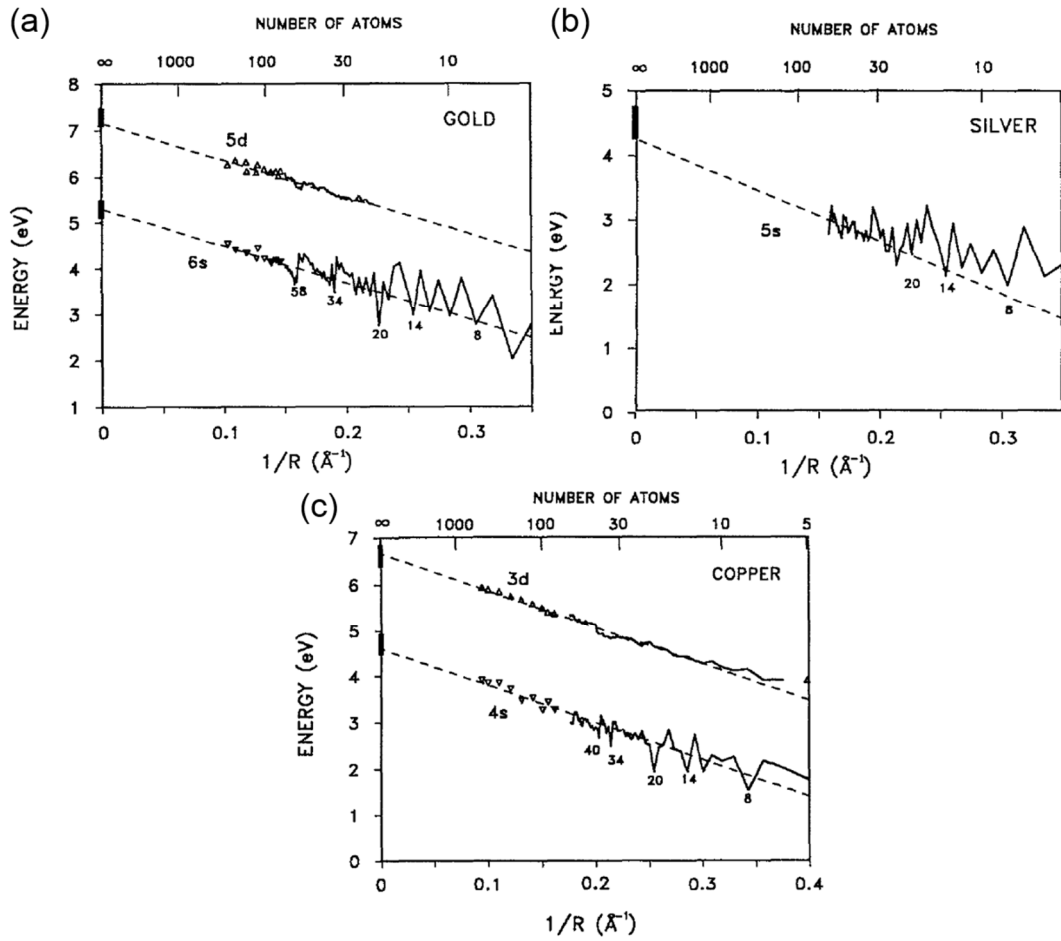 (a)
NUMBER OF ATOMS
∞ 1000 100 30 10
8
7
6
5
4
3
2
1
ENERGY (eV)
GOLD
5d
6s
58
34
20
14
8
0 0.1 0.2 0.3
1/R (Å⁻¹)
(b)
NUMBER OF ATOMS
∞ 1000 100 30 10
5
4
3
2
1
0
ENERGY (eV)
SILVER
5s
20
14
8
0 0.1 0.2 0.3
1/R (Å⁻¹)
(c)
NUMBER OF ATOMS
∞ 1000 100 30 10 5
7
6
5
4
3
2
1
0
ENERGY (eV)
COPPER
3d
4s
40
34
20
14
8
0 0.1 0.2 0.3 0.4
1/R (Å⁻¹)